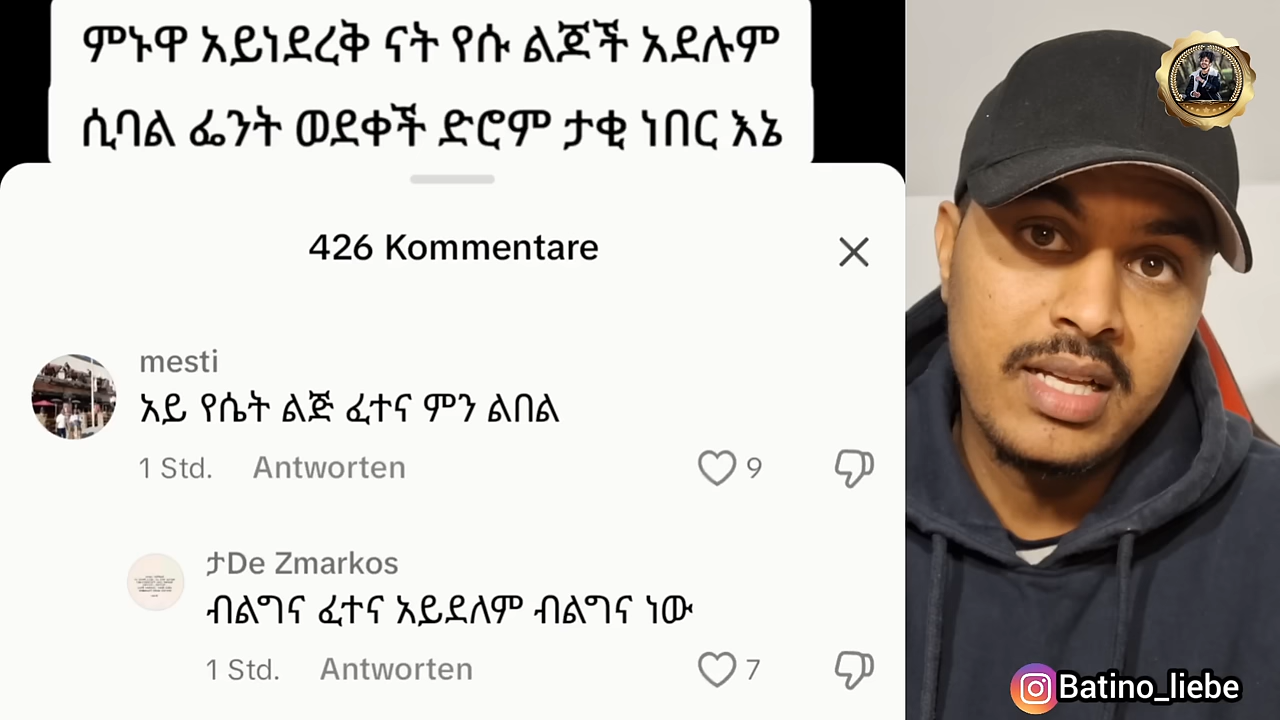 ምኑዋ አይነደረቅ ናት የሱ ልጆች አደሉም
ሲባል ፌንት ወደቀች ድሮም ታቂ ነበር እኔ
426 Kommentare
mesti
አይ የሴት ልጅ ፈተና ምን ልበል
1 Std. Antworten 9
ታDe Zmarkos
ብልግና ፈተና አይደለም ብልግና ነው
1 Std. Antworten 7
Batino_liebe